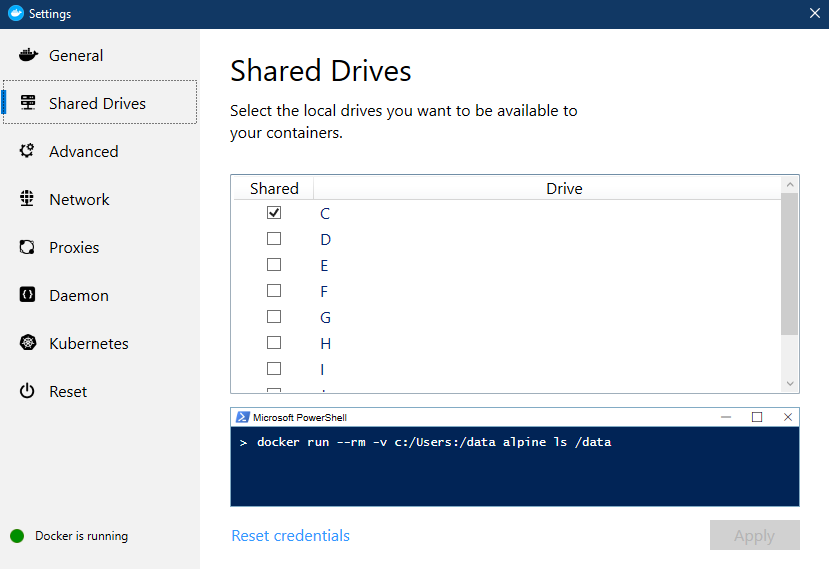 Settings
General
Shared Drives
Advanced
Network
Proxies
Daemon
Kubernetes
Reset
Docker is running
Shared Drives
Select the local drives you want to be available to
your containers.
Shared Drive
C
D
E
F
G
H
I
Microsoft PowerShell
> docker run --rm -v c:/Users:/data alpine ls /data
Reset credentials
Apply